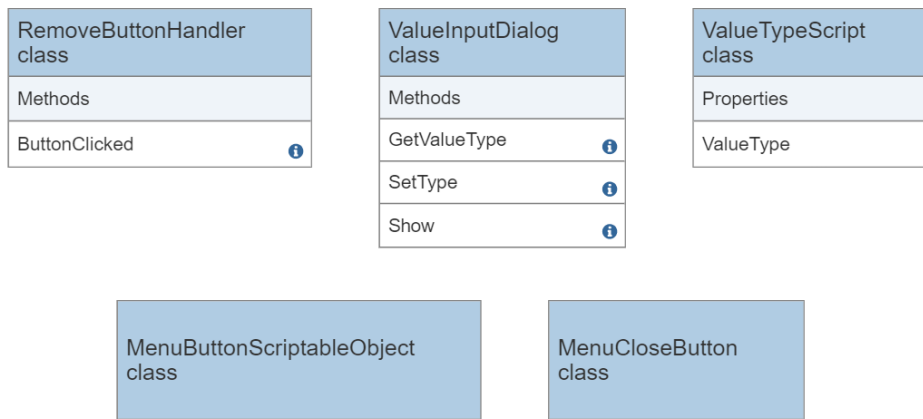 RemoveButtonHandler
class
Methods
ButtonClicked
ValueInputDialog
class
Methods
GetValueType
SetType
Show
ValueTypeScript
class
Properties
ValueType
MenuButtonScriptableObject
class
MenuCloseButton
class